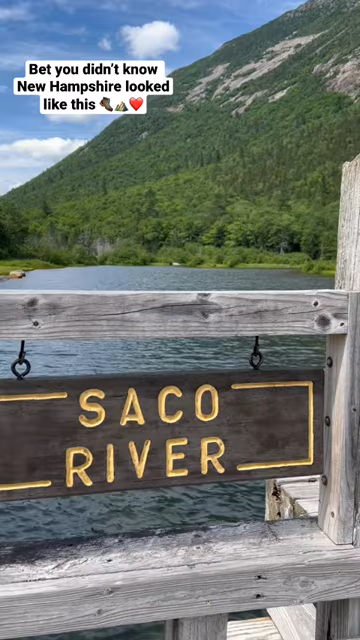 Bet you didn’t know
New Hampshire looked
like this 🥾⛰️❤️
SACO
RIVER